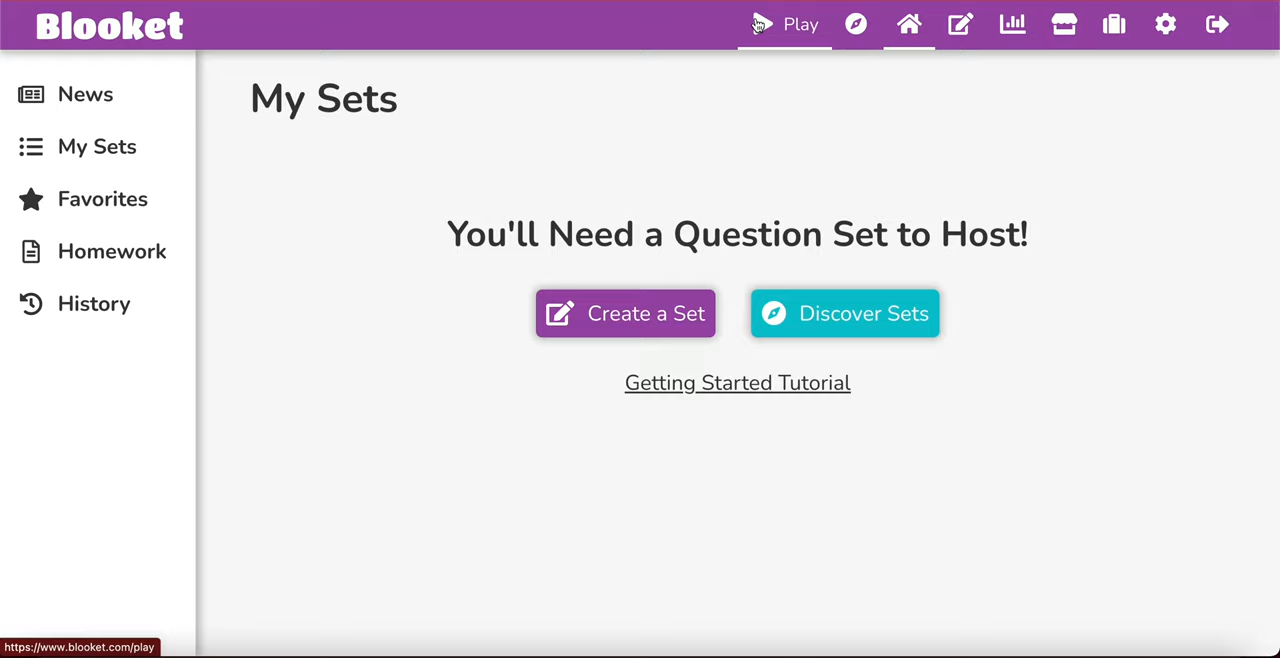 Blooket
Play
News
My Sets
Favorites
Homework
History
My Sets
You'll Need a Question Set to Host!
Create a Set
Discover Sets
Getting Started Tutorial
https://www.blooket.com/play